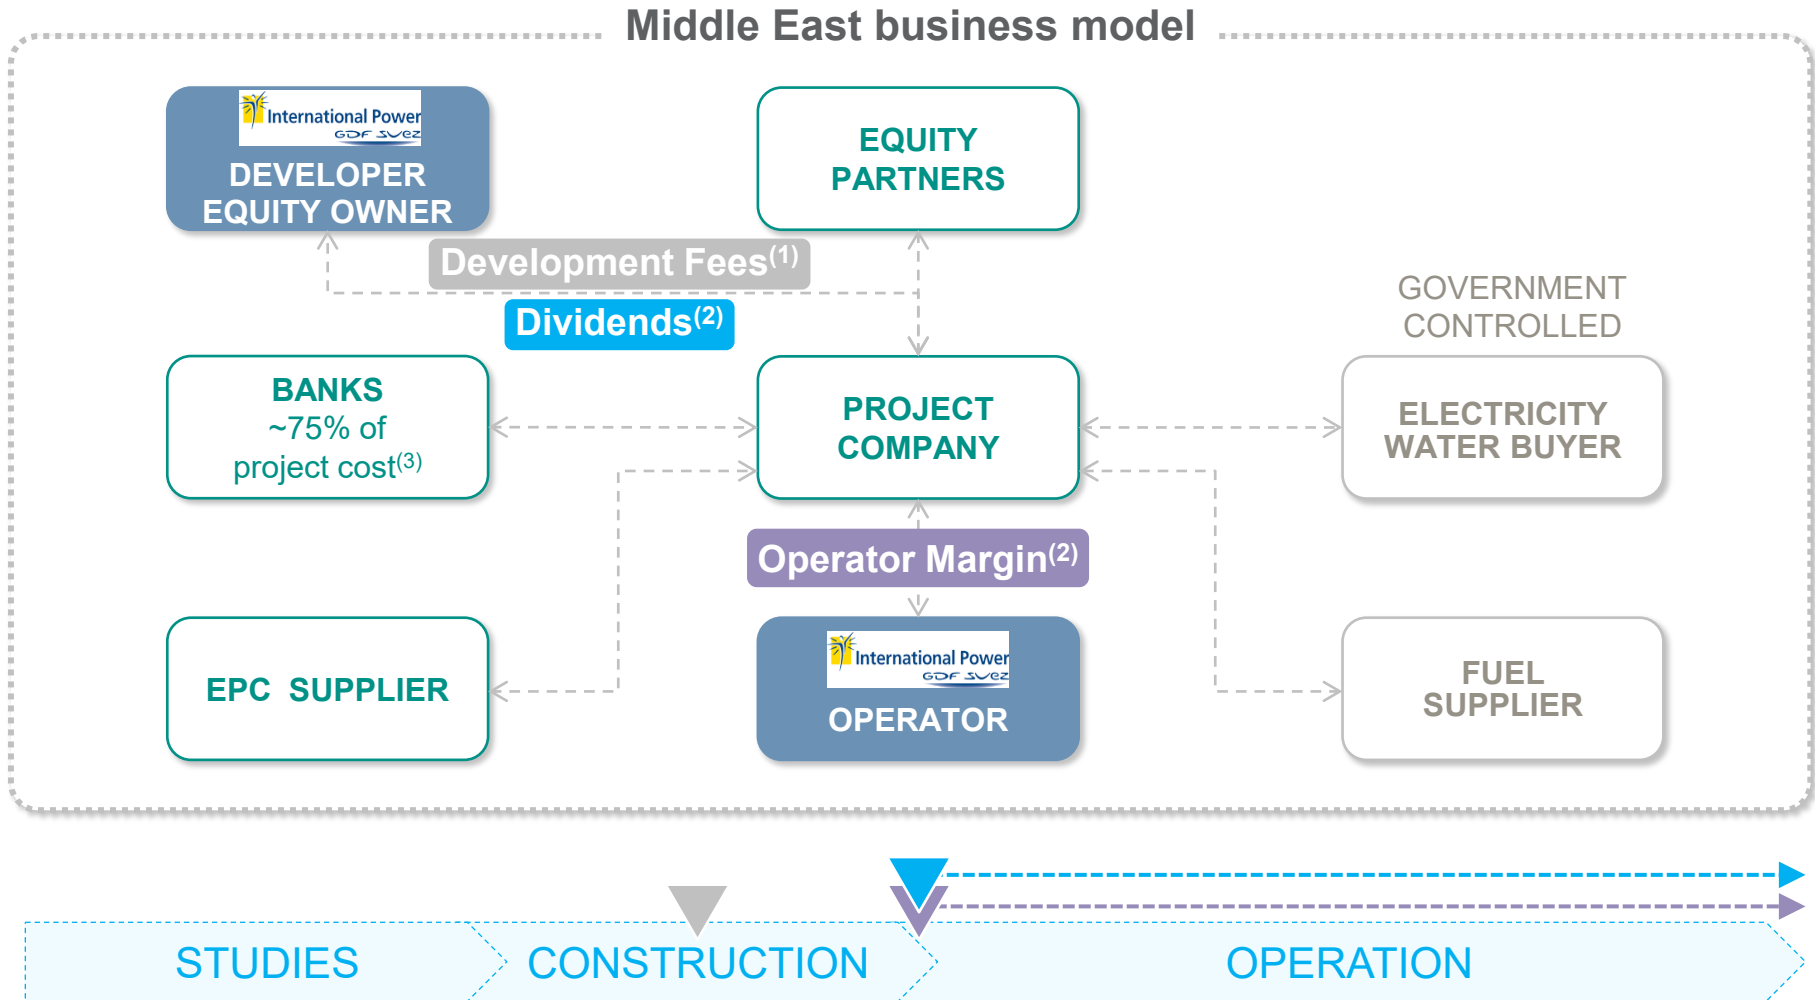 Middle East business model
International Power
GDF SUEZ
DEVELOPER
EQUITY OWNER
EQUITY
PARTNERS
Development Fees(1)
Dividends(2)
GOVERNMENT
CONTROLLED
BANKS
~75% of
project cost(3)
PROJECT
COMPANY
ELECTRICITY
WATER BUYER
Operator Margin(2)
EPC SUPPLIER
International Power
GDF SUEZ
OPERATOR
FUEL
SUPPLIER
STUDIES
CONSTRUCTION
OPERATION